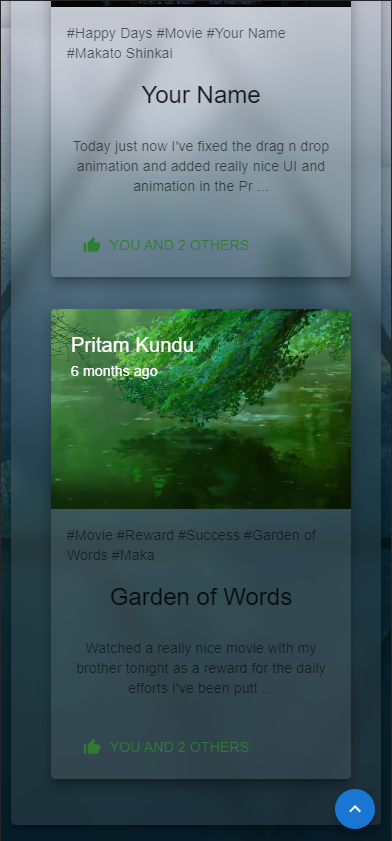 #Happy Days #Movie #Your Name
#Makato Shinkai
Your Name
Today just now I've fixed the drag n drop
animation and added really nice UI and
animation in the Pr ...
YOU AND 2 OTHERS
Pritam Kundu
6 months ago
#Movie #Reward #Success #Garden of
Words #Maka
Garden of Words
Watched a really nice movie with my
brother tonight as a reward for the daily
efforts I've been putt ...
YOU AND 2 OTHERS